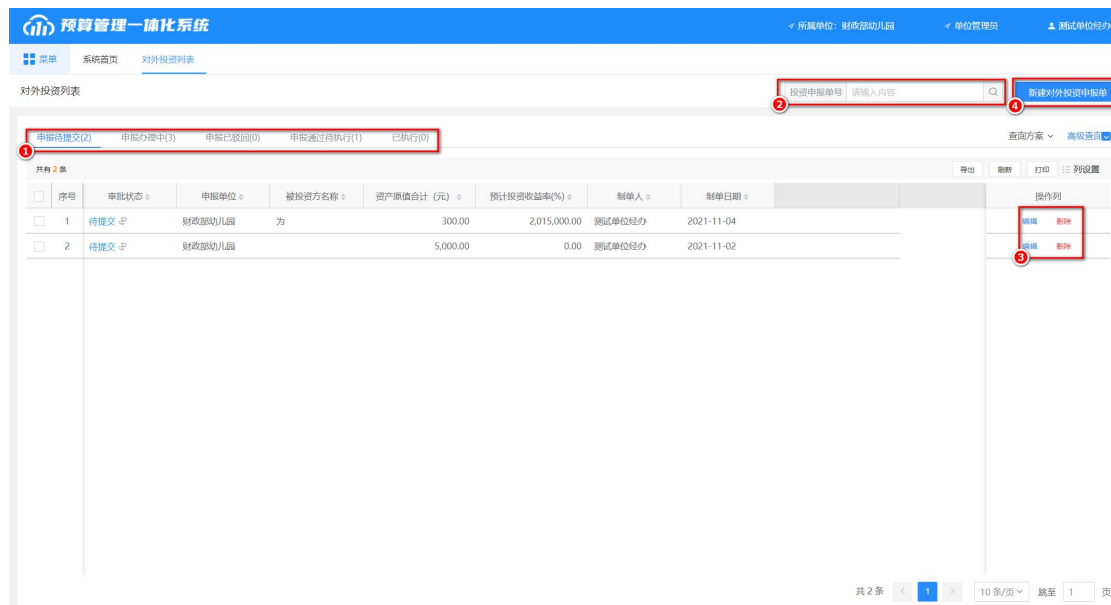 预算管理一体化系统 所属单位：财政部幼儿园 单位管理员 测试单位经办
菜单 系统首页 对外投资列表
对外投资列表 投资申报单号 请输入内容 新建对外投资申报单
2 4
申报待提交(2) 申报办理中(3) 申报已驳回(0) 申报通过待执行(1) 已执行(0) 查询方案 高级查询
1
共有 2 条 导出 刷新 打印 列设置
序号 审批状态 申报单位 被投资方名称 资产原值合计（元） 预计投资收益率(%) 制单人 制单日期 操作列
1 待提交 财政部幼儿园 为 300.00 2,015,000.00 测试单位经办 2021-11-04 编辑 删除
2 待提交 财政部幼儿园 5,000.00 0.00 测试单位经办 2021-11-02 编辑 删除
3
共 2 条 < 1 > 10 条/页 跳至 1 页